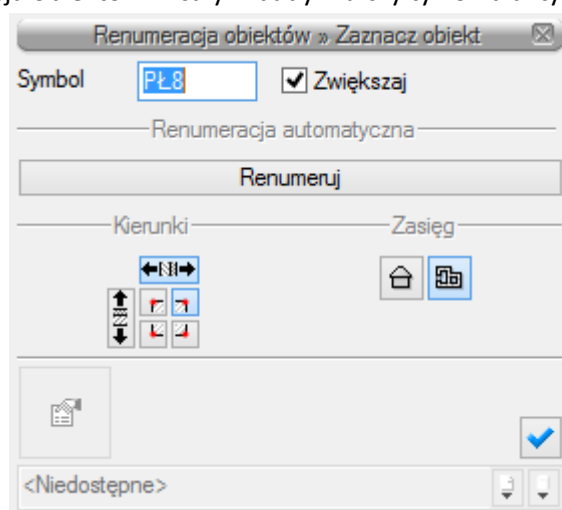 Renumeracja obiektów » Zaznacz obiekt
Symbol PŁ8 Zwiększaj
Renumeracja automatyczna
Renumeruj
Kierunki Zasięg
<Niedostępne>